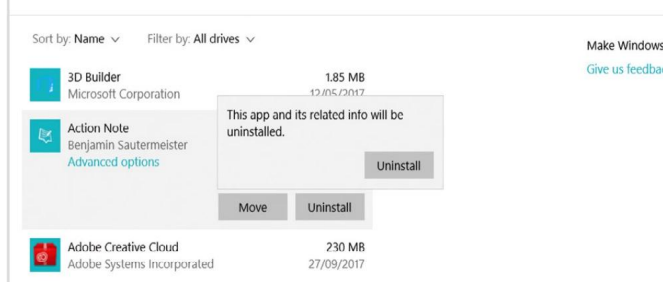 Sort by: Name Filter by: All drives
Make Windows
Give us feedba
3D Builder 1.85 MB
Microsoft Corporation 12/05/2017
This app and its related info will be
uninstalled.
Uninstall
Action Note
Benjamin Sautermeister
Advanced options
Move Uninstall
Adobe Creative Cloud 230 MB
Adobe Systems Incorporated 27/09/2017